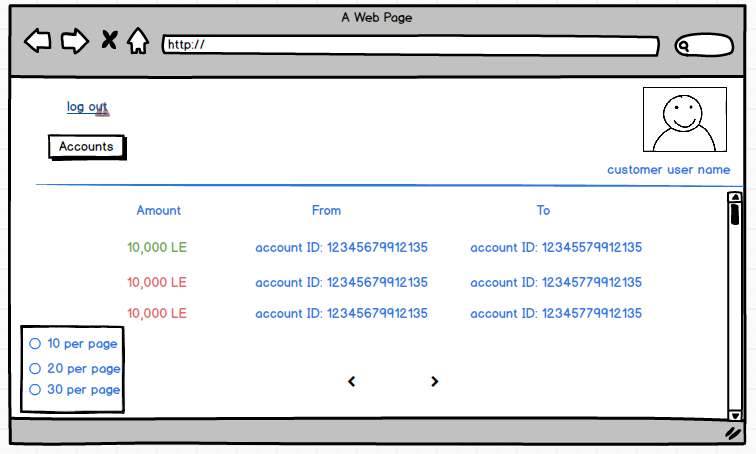 A Web Page
http://
log out
Accounts
customer user name
Amount From To
10,000 LE account ID: 12345679912135 account ID: 12345579912135
10,000 LE account ID: 12345679912135 account ID: 12345779912135
10,000 LE account ID: 12345679912135 account ID: 12345779912135
10 per page
20 per page
30 per page